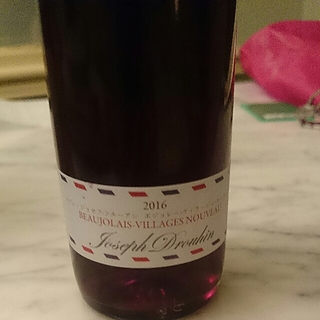 2016
BEAUJOLAIS-VILLAGES NOUVEAU
Joseph Drouhin